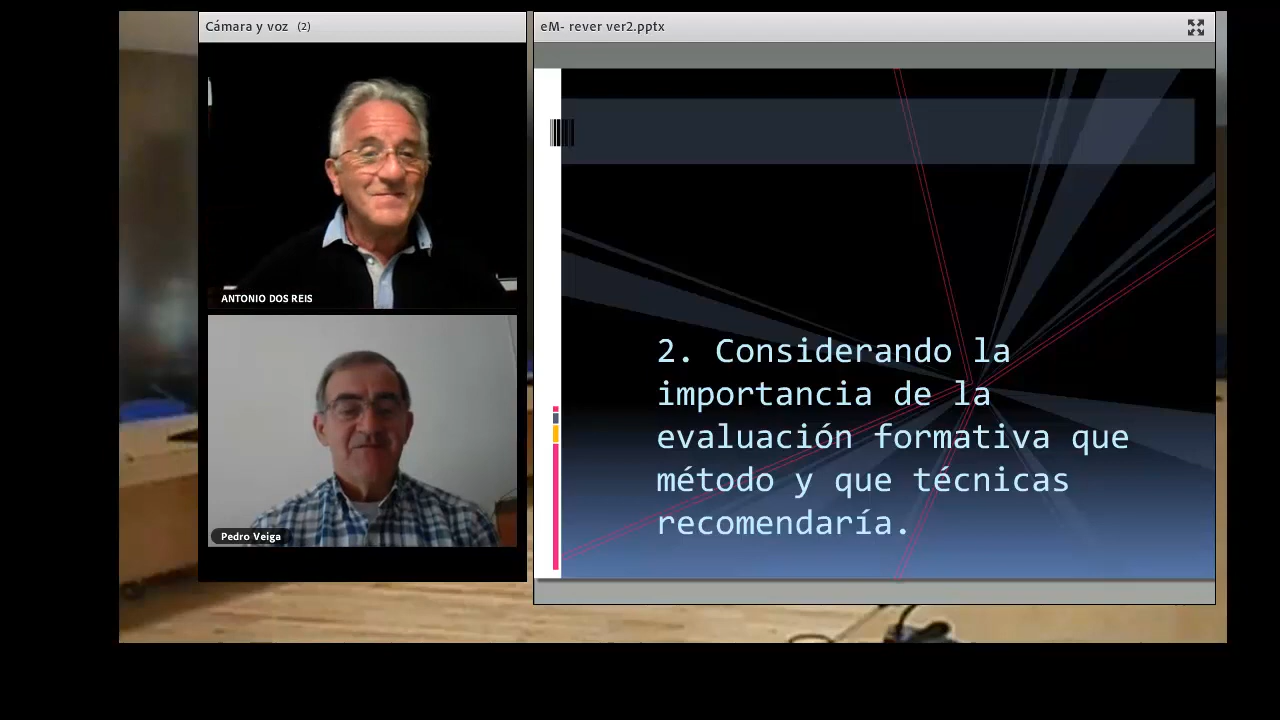 Cámara y voz (2)
ANTONIO DOS REIS
Pedro Veiga
eM- rever ver2.pptx
2. Considerando la
importancia de la
evaluación formativa que
método y que técnicas
recomendaría.